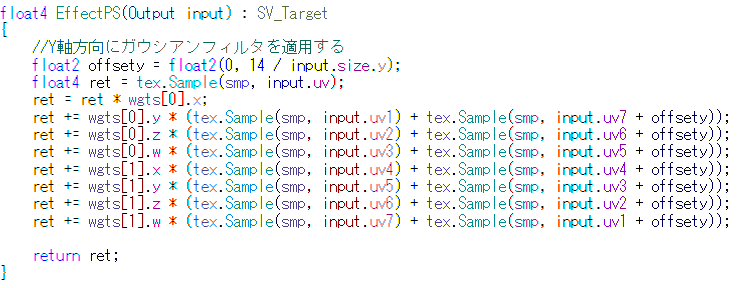 float4 EffectPS(Output input) : SV_Target
{
    //Y軸方向にガウシアンフィルタを適用する
    float2 offsety = float2(0, 14 / input.size.y);
    float4 ret = tex.Sample(smp, input.uv);
    ret = ret * wgts[0].x;
    ret += wgts[0].y * (tex.Sample(smp, input.uv1) + tex.Sample(smp, input.uv7 + offsety));
    ret += wgts[0].z * (tex.Sample(smp, input.uv2) + tex.Sample(smp, input.uv6 + offsety));
    ret += wgts[0].w * (tex.Sample(smp, input.uv3) + tex.Sample(smp, input.uv5 + offsety));
    ret += wgts[1].x * (tex.Sample(smp, input.uv4) + tex.Sample(smp, input.uv4 + offsety));
    ret += wgts[1].y * (tex.Sample(smp, input.uv5) + tex.Sample(smp, input.uv3 + offsety));
    ret += wgts[1].z * (tex.Sample(smp, input.uv6) + tex.Sample(smp, input.uv2 + offsety));
    ret += wgts[1].w * (tex.Sample(smp, input.uv7) + tex.Sample(smp, input.uv1 + offsety));

    return ret;
}